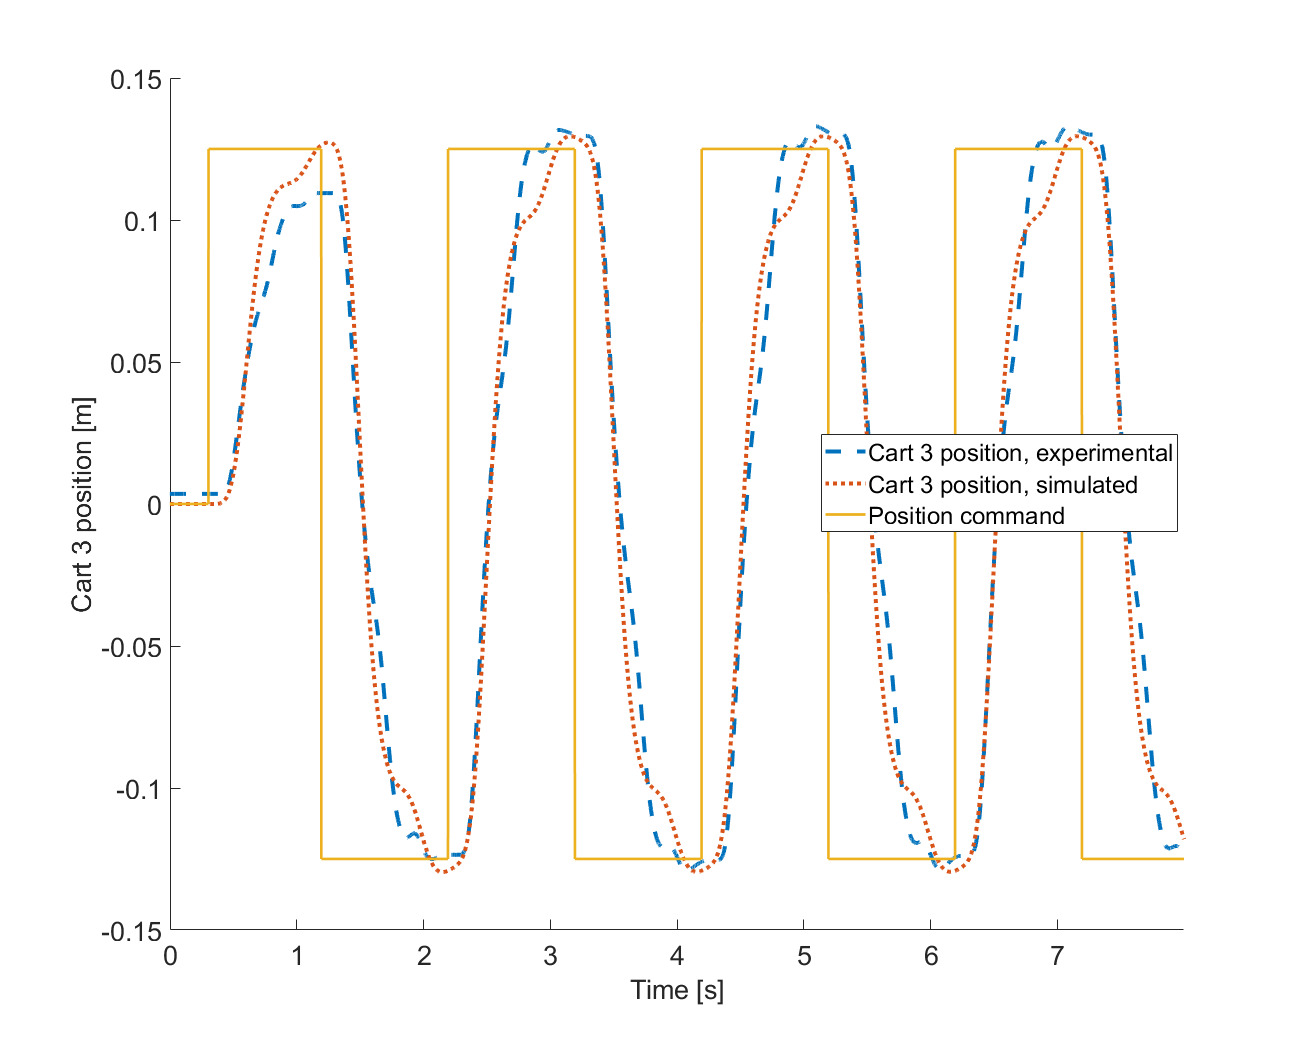 0.15
0.1
0.05
0
-0.05
-0.1
-0.15
Cart 3 position [m]
Cart 3 position, experimental
Cart 3 position, simulated
Position command
0 1 2 3 4 5 6 7
Time [s]